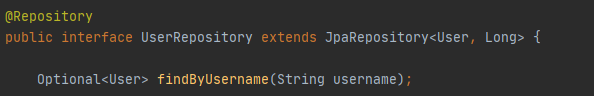 @Repository
public interface UserRepository extends JpaRepository<User, Long> {
Optional<User> findByUsername(String username);